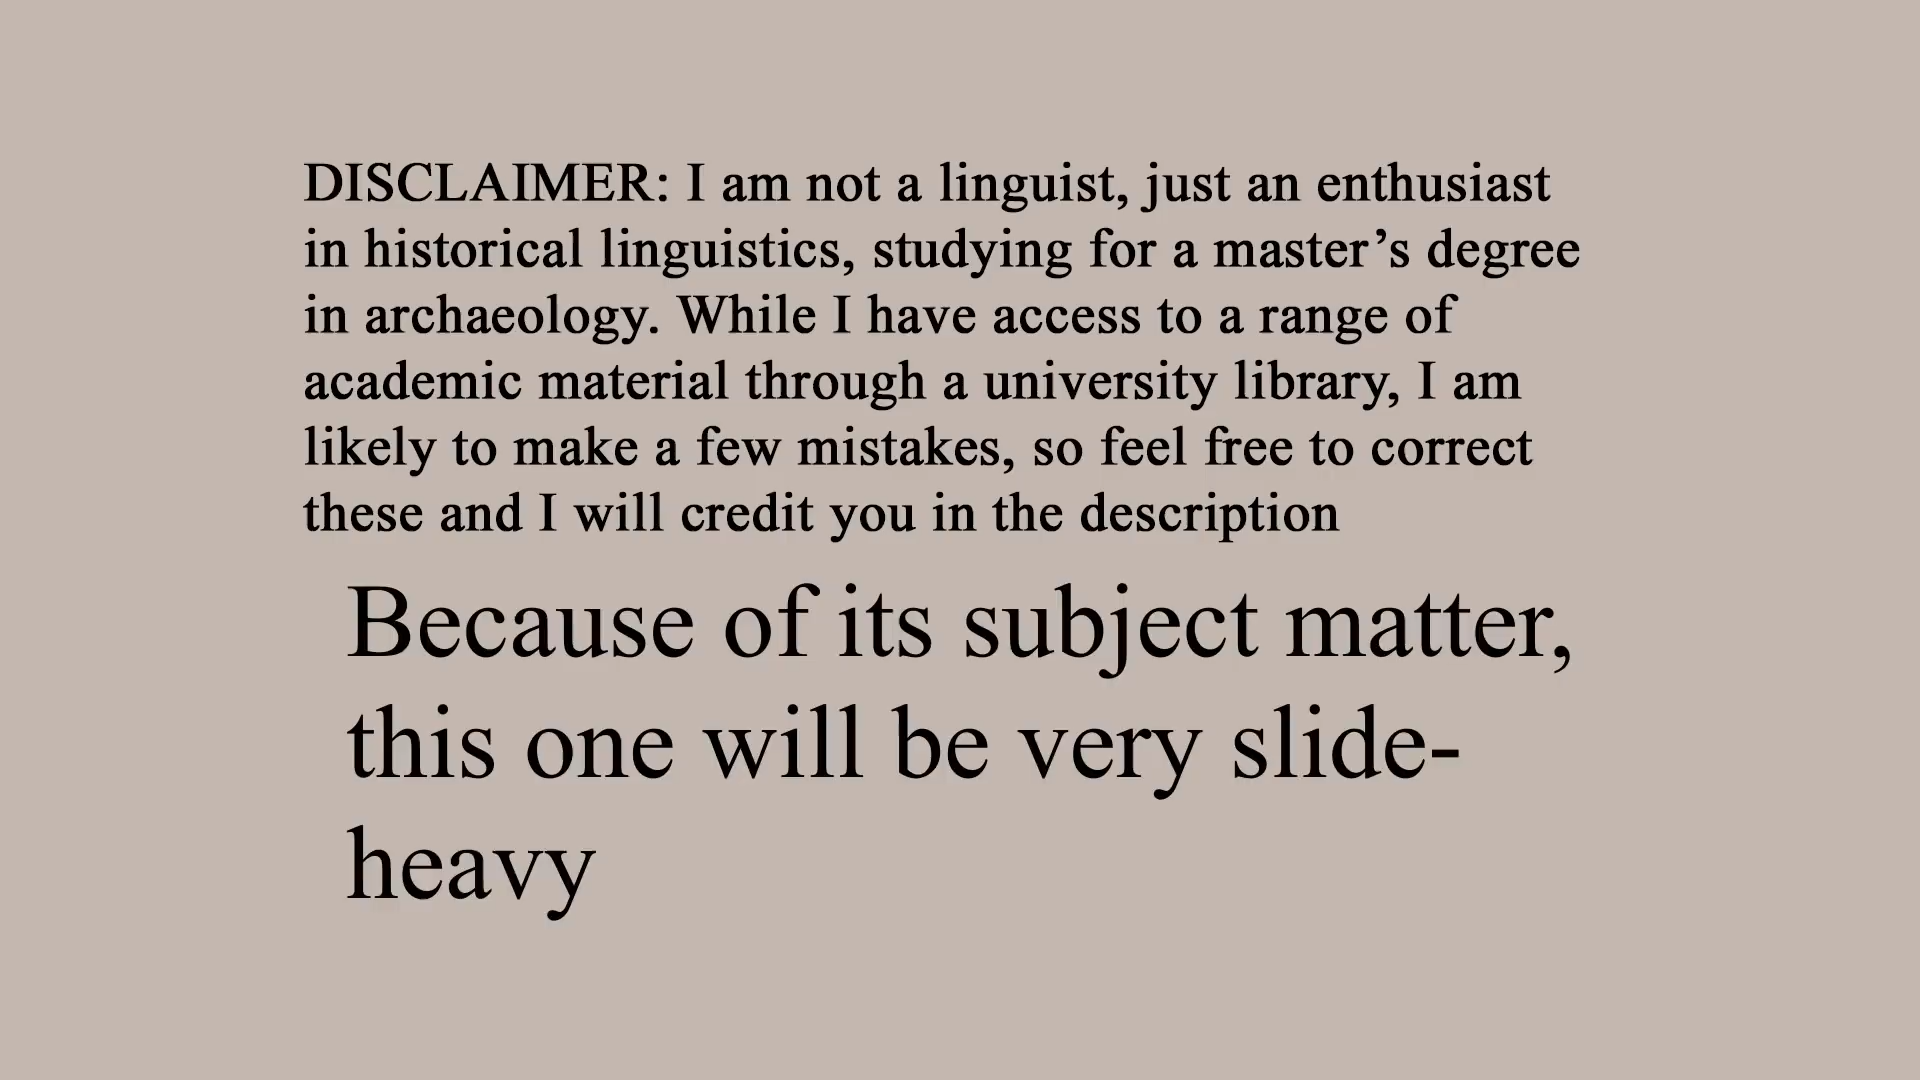 DISCLAIMER: I am not a linguist, just an enthusiast
in historical linguistics, studying for a master’s degree
in archaeology. While I have access to a range of
academic material through a university library, I am
likely to make a few mistakes, so feel free to correct
these and I will credit you in the description
Because of its subject matter,
this one will be very slide-
heavy